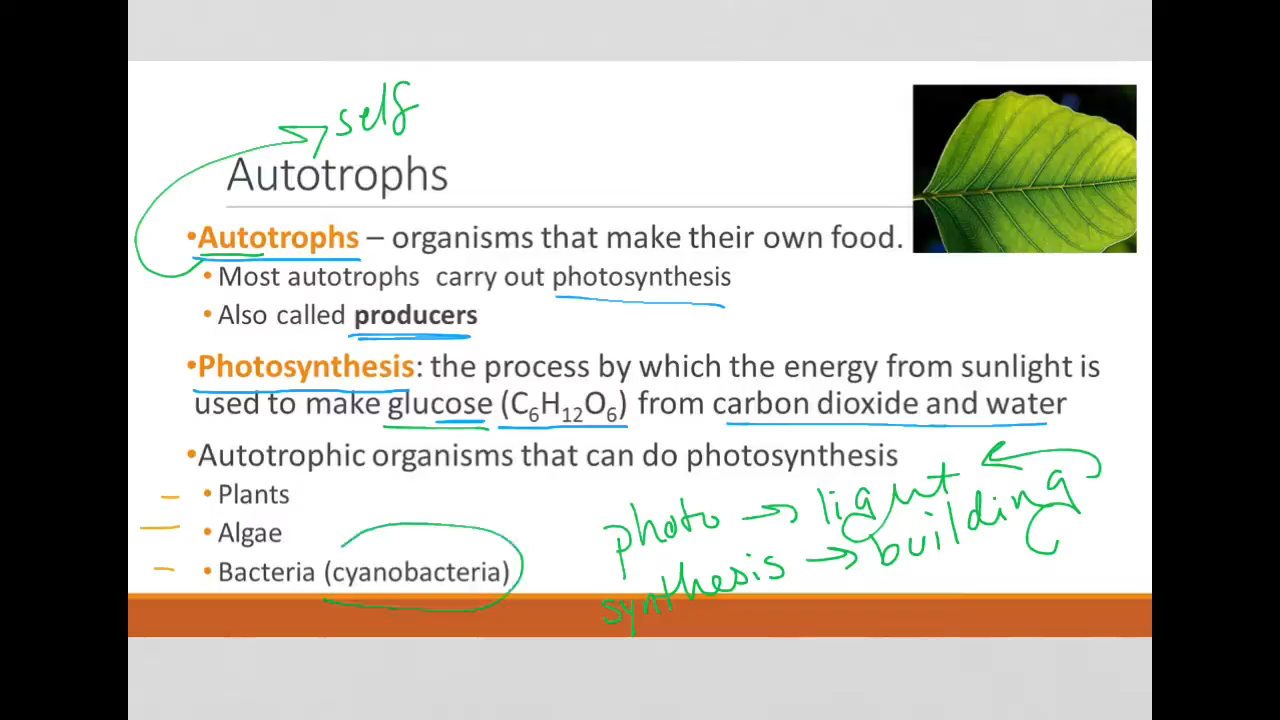 self
Autotrophs
•Autotrophs – organisms that make their own food.
• Most autotrophs carry out photosynthesis
• Also called producers
•Photosynthesis: the process by which the energy from sunlight is
used to make glucose (C₆H₁₂O₆) from carbon dioxide and water
•Autotrophic organisms that can do photosynthesis
• Plants
• Algae
• Bacteria (cyanobacteria)
photo → light
synthesis → building